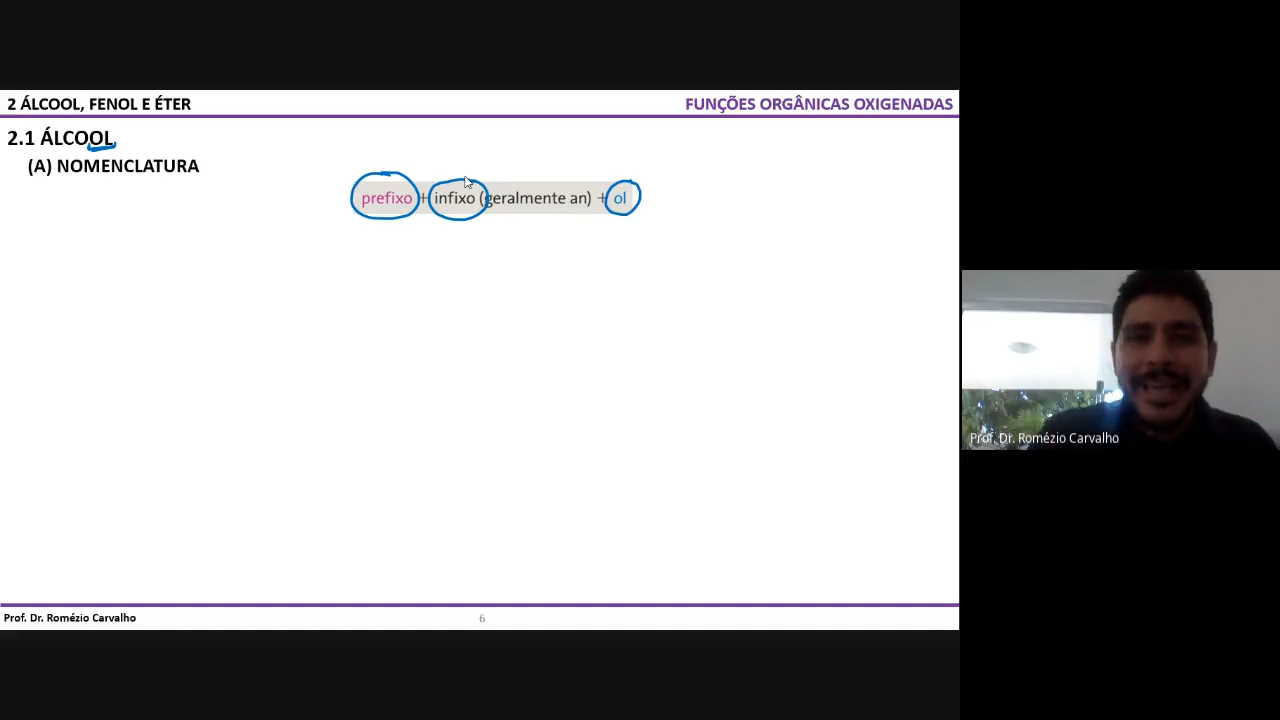 2 ÁLCOOL, FENOL E ÉTER
FUNÇÕES ORGÂNICAS OXIGENADAS
2.1 ÁLCOOL
(A) NOMENCLATURA
prefixo + infixo (geralmente an) + ol
Prof. Dr. Romézio Carvalho
Prof. Dr. Romézio Carvalho
6